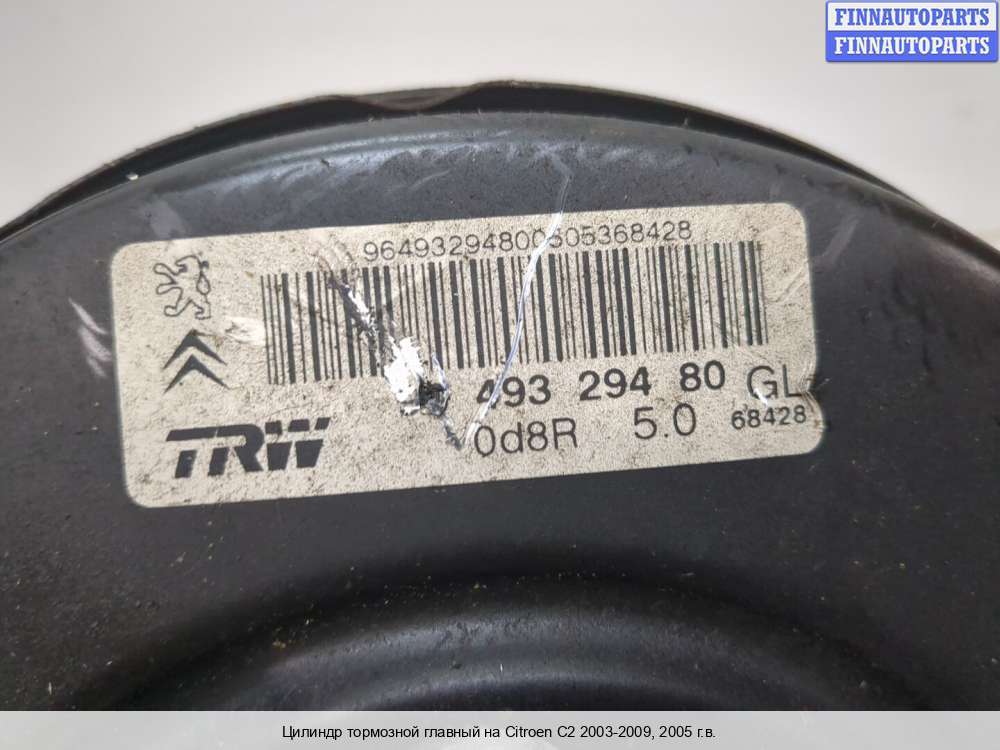 FINNAUTOPARTS
FINNAUTOPARTS
96493294800505368428
493 294 80 GL
0d8R 5.0 68428
TRW
Цилиндр тормозной главный на Citroen C2 2003-2009, 2005 г.в.